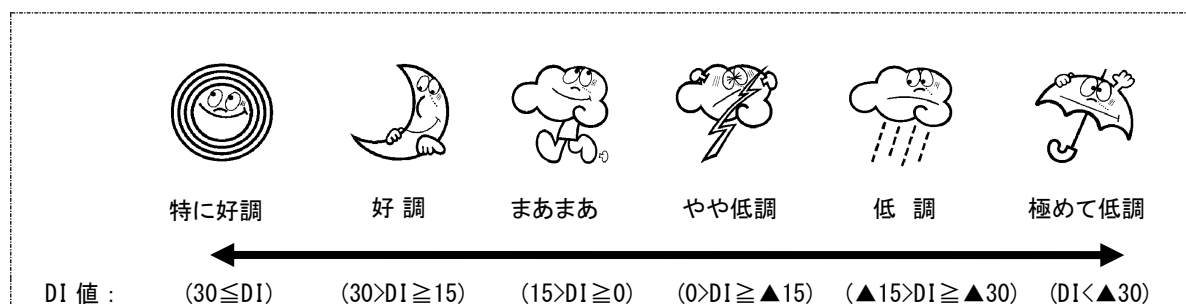 特に好調 好 調 まあまあ やや低調 低 調 極めて低調
DI 値 : (30≦DI) (30>DI≧15) (15>DI≧0) (0>DI≧▲15) (▲15>DI≧▲30) (DI<▲30)